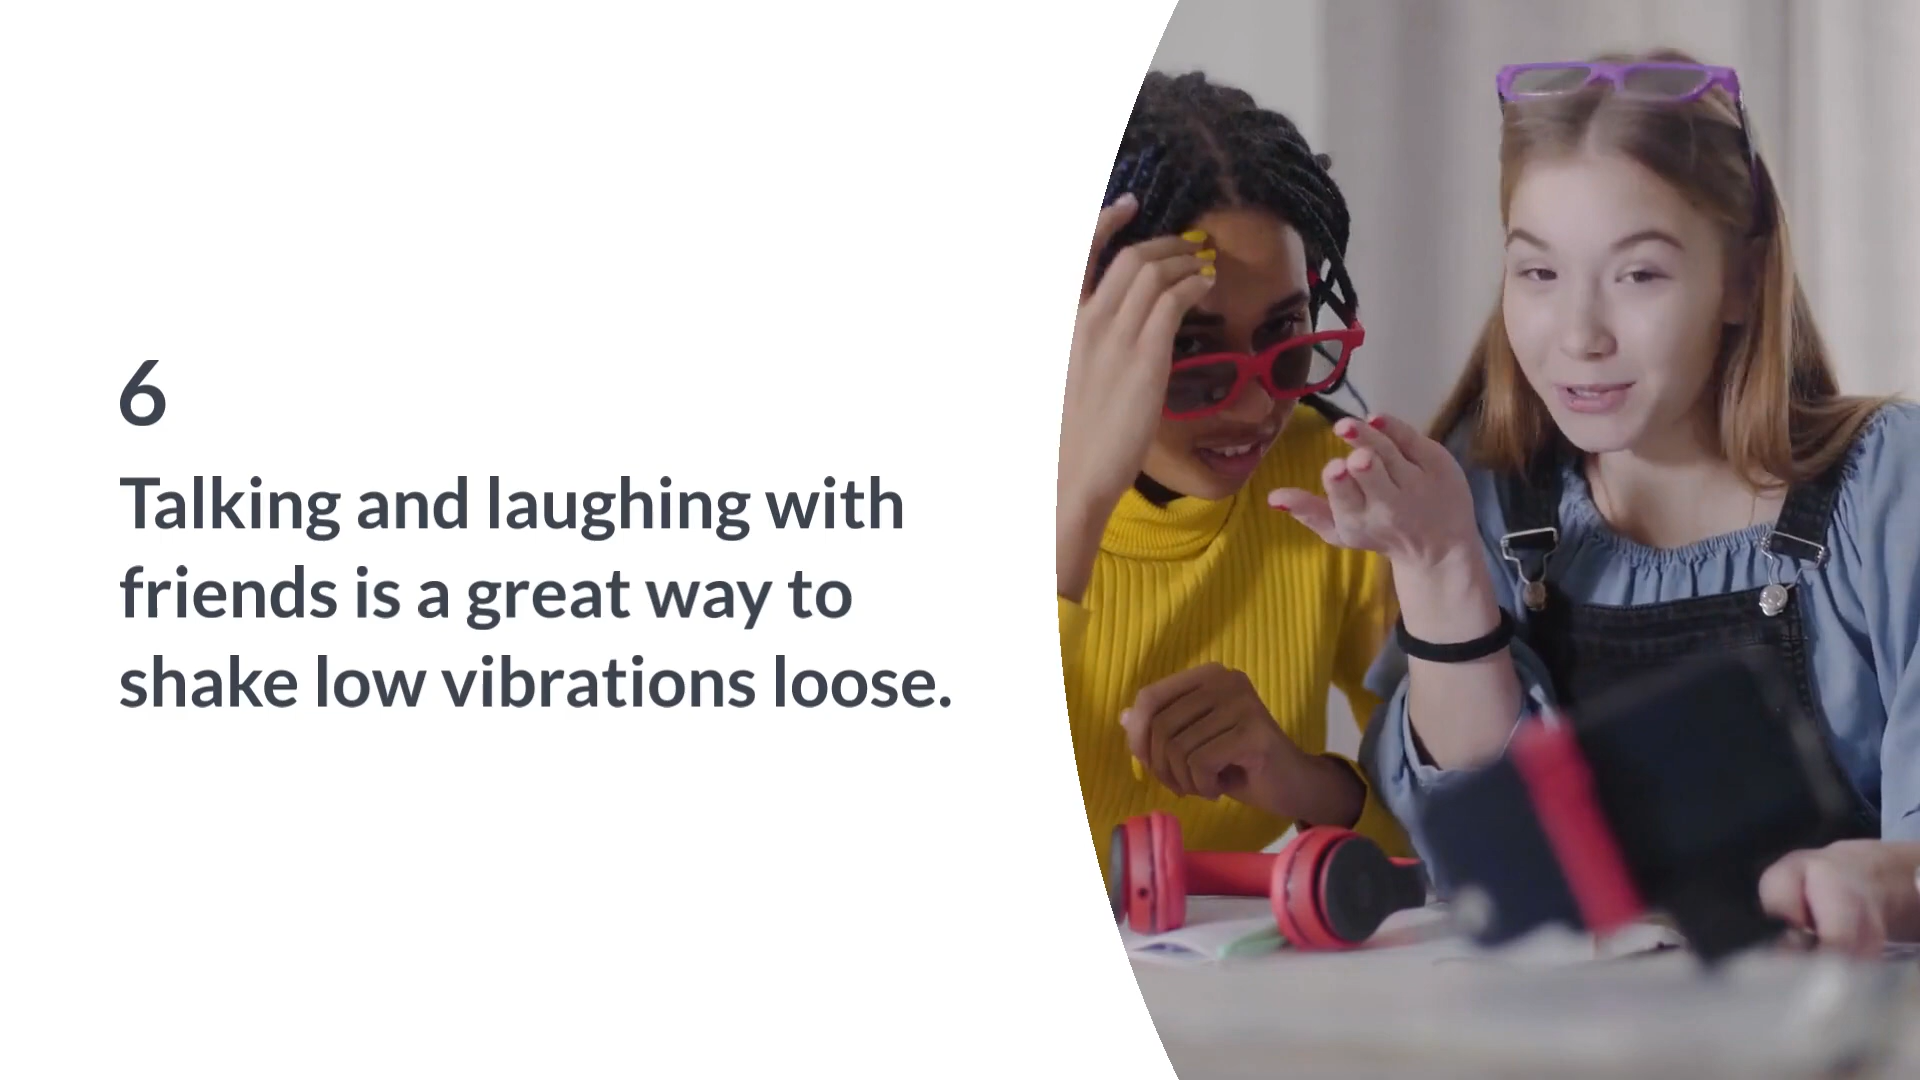 6
Talking and laughing with
friends is a great way to
shake low vibrations loose.